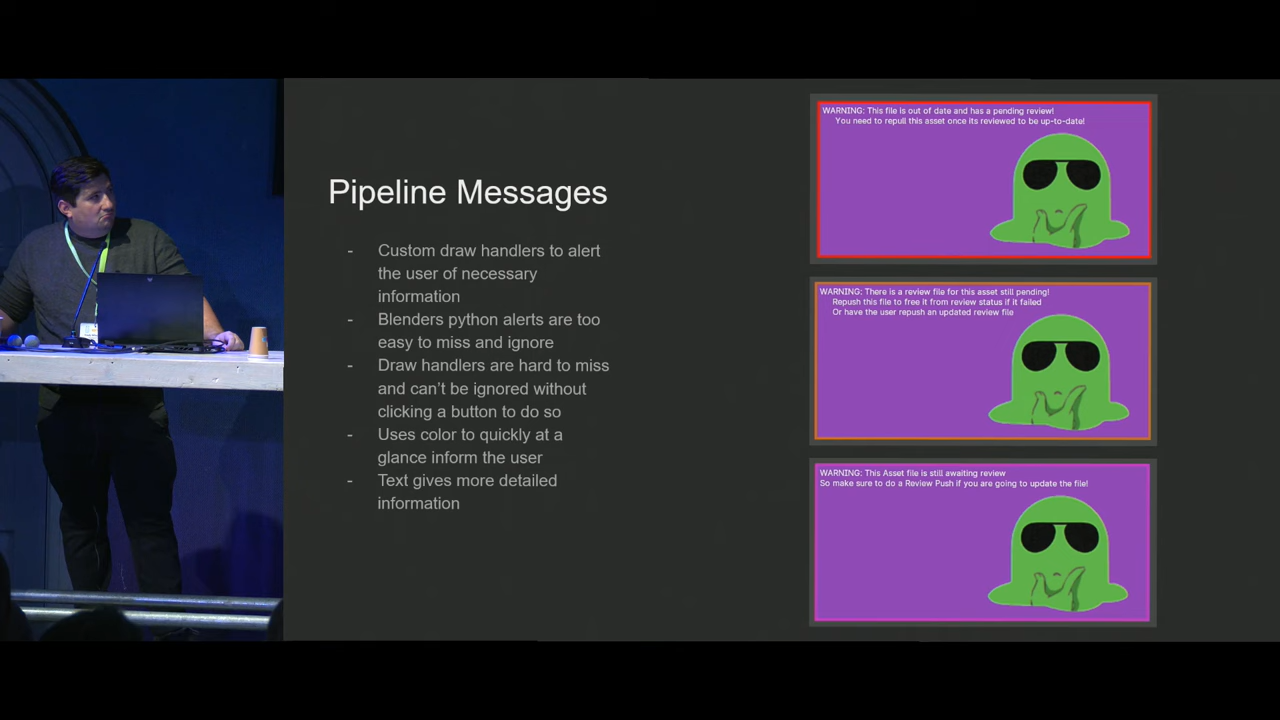 Pipeline Messages
- Custom draw handlers to alert
the user of necessary
information
- Blenders python alerts are too
easy to miss and ignore
- Draw handlers are hard to miss
and can't be ignored without
clicking a button to do so
- Uses color to quickly at a
glance inform the user
- Text gives more detailed
information
WARNING: This file is out of date and has a pending review!
You need to repull this asset once its reviewed to be up-to-date!
WARNING: There is a review file for this asset still pending!
Repush this file to free it from review status if it failed
Or have the user repush an updated review file
WARNING: This Asset file is still awaiting review
So make sure to do a Review Push if you are going to update the file!